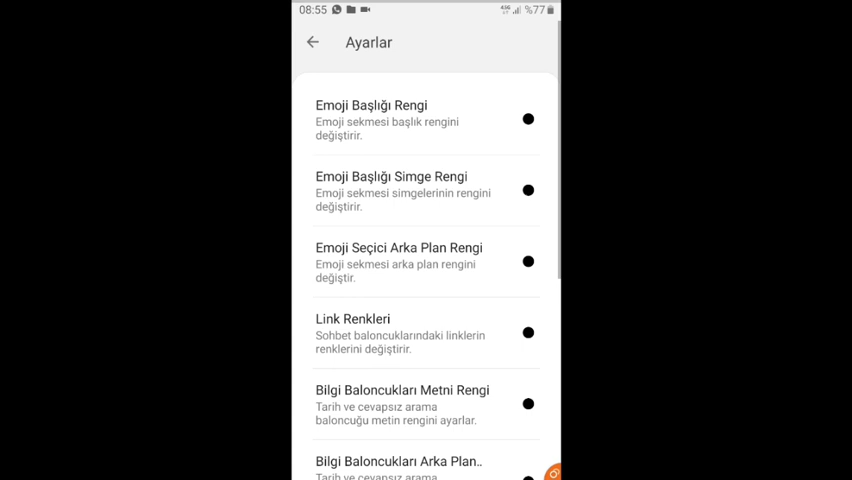 08:55 %77
Ayarlar
Emoji Başlığı Rengi
Emoji sekmesi başlık rengini
değiştirir.
Emoji Başlığı Simge Rengi
Emoji sekmesi simgelerinin rengini
değiştirir.
Emoji Seçici Arka Plan Rengi
Emoji sekmesi arka plan rengini
değiştir.
Link Renkleri
Sohbet baloncuklarındaki linklerin
renklerini değiştirir.
Bilgi Baloncukları Metni Rengi
Tarih ve cevapsız arama
baloncuğu metin rengini ayarlar.
Bilgi Baloncukları Arka Plan..
Tarih ve cevapsız arama